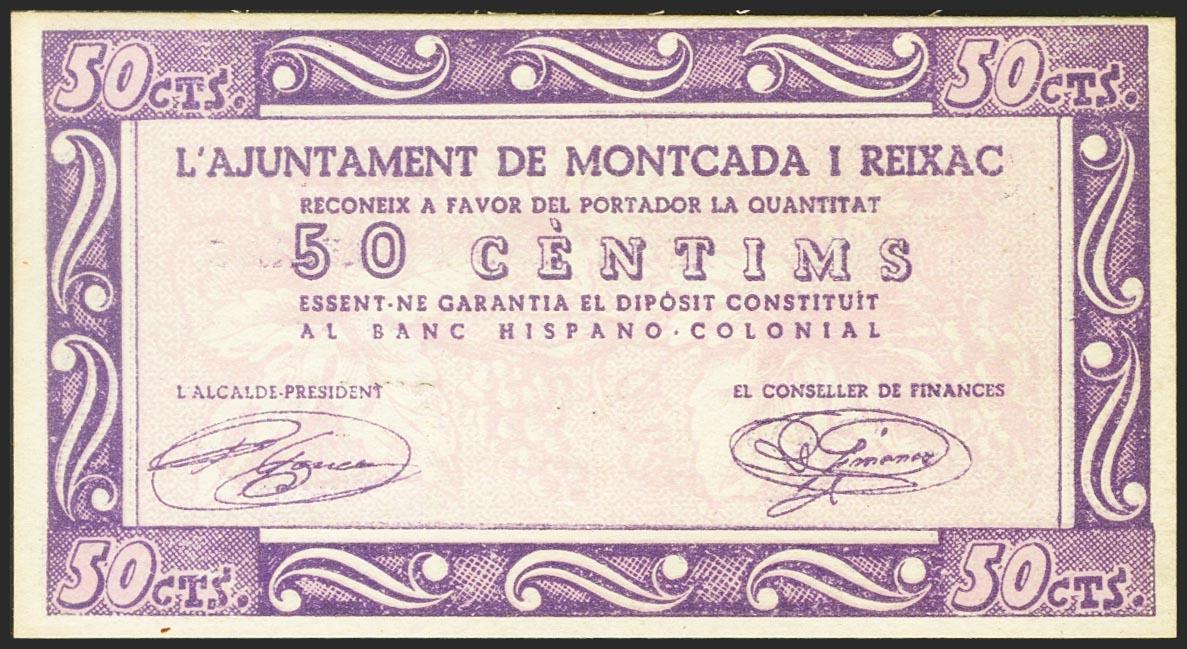 50 CTS. 50 CTS.
L'AJUNTAMENT DE MONTCADA I REIXAC
RECONEIX A FAVOR DEL PORTADOR LA QUANTITAT
50 CÈNTIMS
ESSENT-NE GARANTIA EL DIPÒSIT CONSTITUÏT
AL BANC HISPANO-COLONIAL
L'ALCALDE-PRESIDENT EL CONSELLER DE FINANCES
50 CTS. 50 CTS.